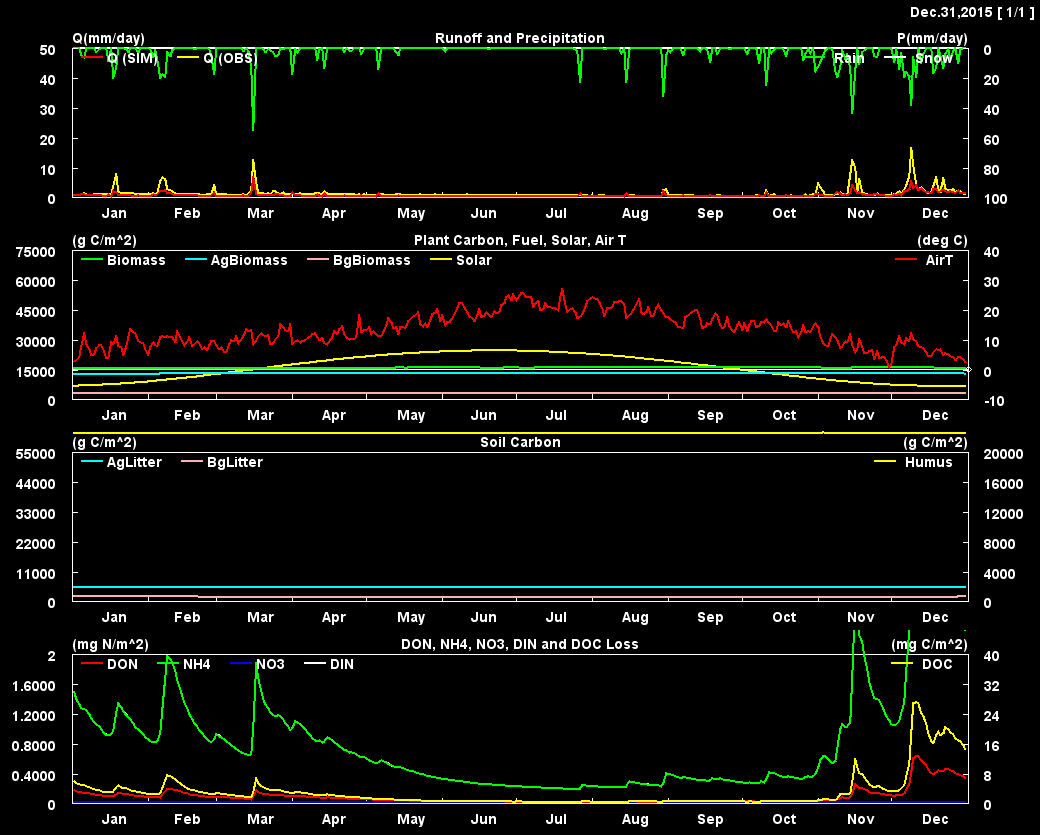 Dec.31,2015 [ 1/1 ]
Q(mm/day) Runoff and Precipitation P(mm/day)
50 0
Q (SIM) Q (OBS) Rain Snow
40 20
30 40
20 60
10 80
0 100
Jan Feb Mar Apr May Jun Jul Aug Sep Oct Nov Dec
(g C/m^2) Plant Carbon, Fuel, Solar, Air T (deg C)
75000 40
Biomass AgBiomass BgBiomass Solar AirT
60000 30
45000 20
30000 10
15000 0
0 -10
Jan Feb Mar Apr May Jun Jul Aug Sep Oct Nov Dec
(g C/m^2) Soil Carbon (g C/m^2)
55000 20000
AgLitter BgLitter Humus
44000 16000
33000 12000
22000 8000
11000 4000
0 0
Jan Feb Mar Apr May Jun Jul Aug Sep Oct Nov Dec
(mg N/m^2) DON, NH4, NO3, DIN and DOC Loss (mg C/m^2)
2 40
DON NH4 NO3 DIN DOC
1.6000 32
1.2000 24
0.8000 16
0.4000 8
0 0
Jan Feb Mar Apr May Jun Jul Aug Sep Oct Nov Dec